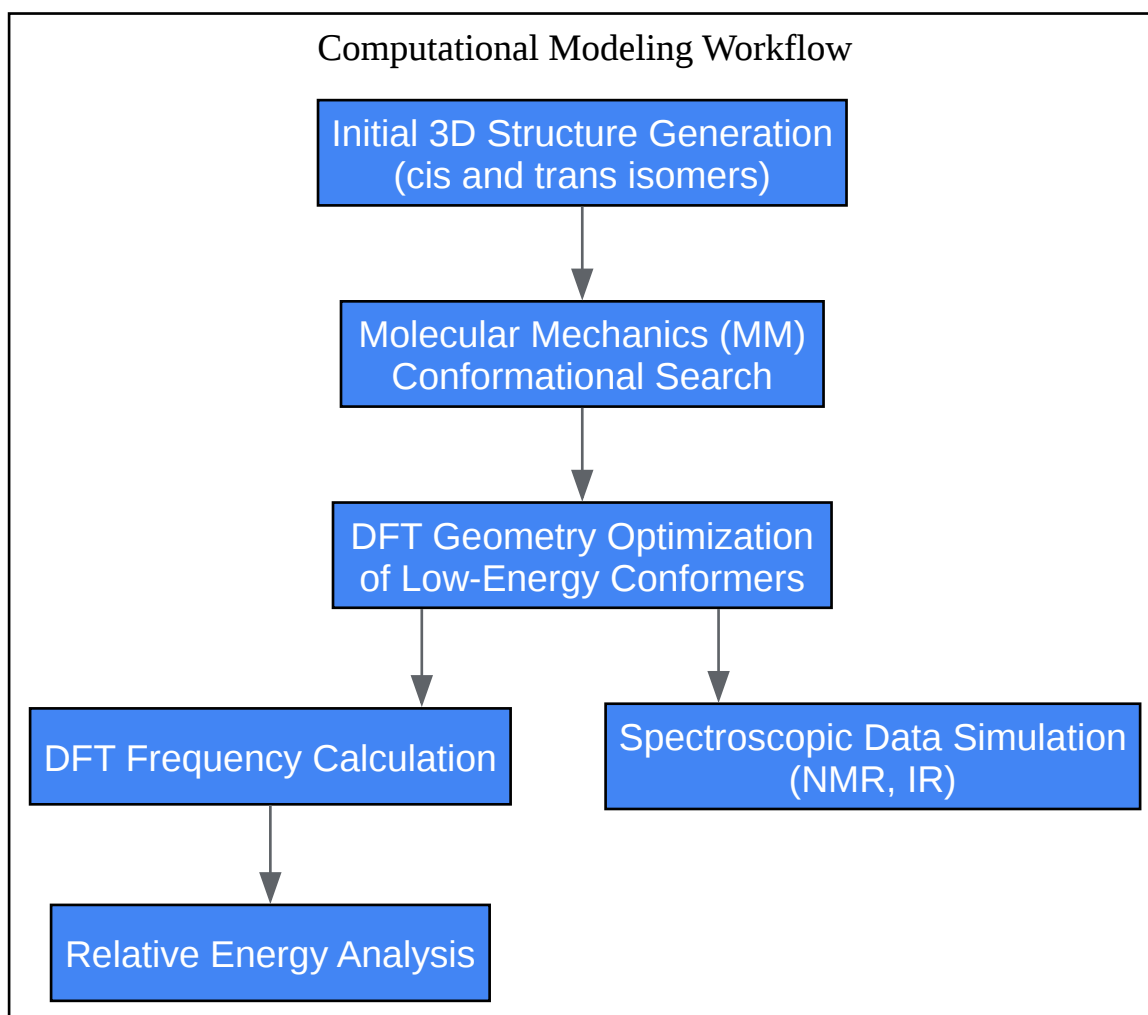 Computational Modeling Workflow
Initial 3D Structure Generation
(cis and trans isomers)
Molecular Mechanics (MM)
Conformational Search
DFT Geometry Optimization
of Low-Energy Conformers
DFT Frequency Calculation
Spectroscopic Data Simulation
(NMR, IR)
Relative Energy Analysis